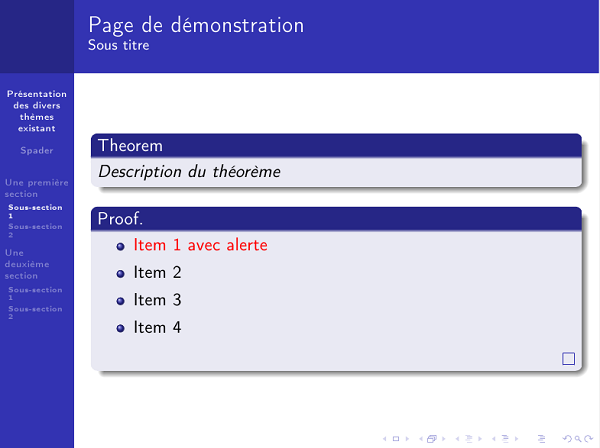 Page de démonstration
Sous titre
Présentation
des divers
thèmes
existant
Spader
Une première
section
Sous-section
1
Sous-section
2
Une
deuxième
section
Sous-section
1
Sous-section
2
Theorem
Description du théorème
Proof.
Item 1 avec alerte
Item 2
Item 3
Item 4